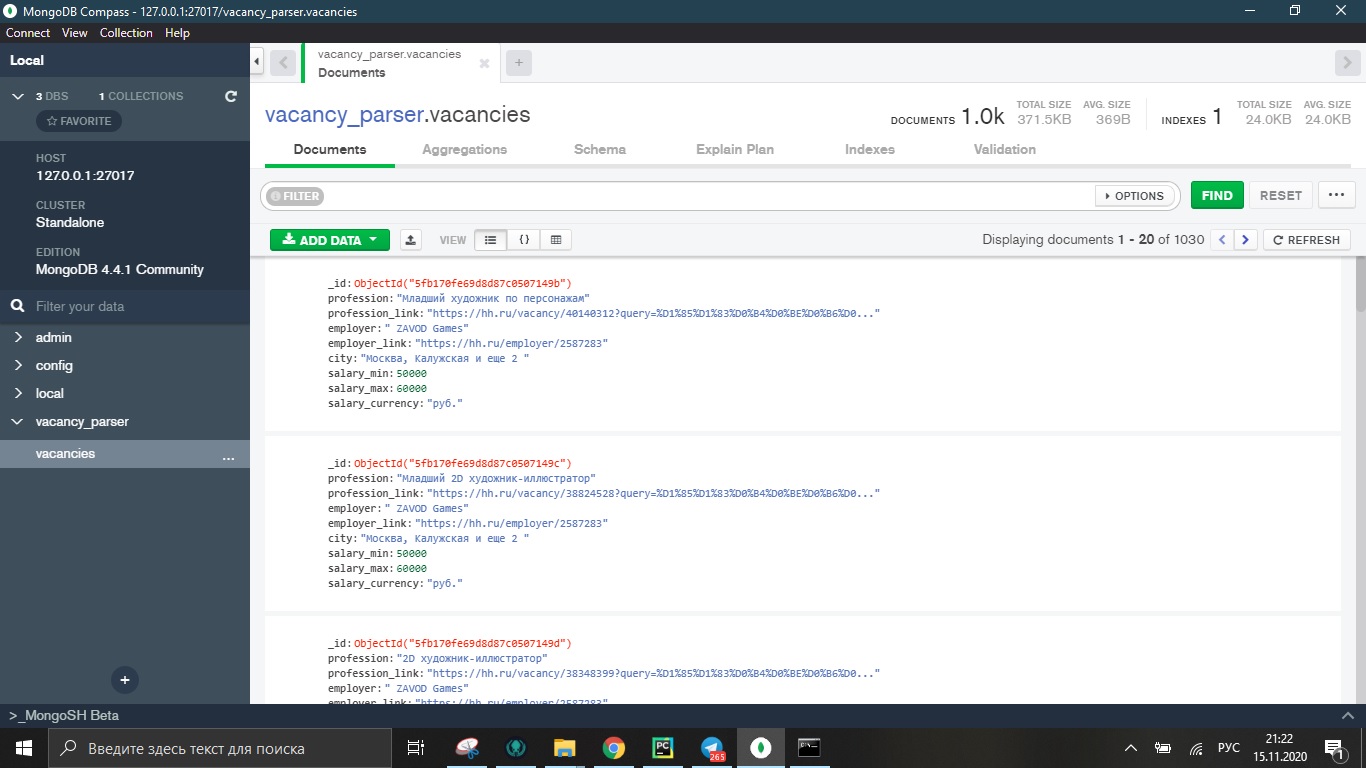 MongoDB Compass - 127.0.0.1:27017/vacancy_parser.vacancies
Connect View Collection Help
Local
3 DBS 1 COLLECTIONS
FAVORITE
HOST
127.0.0.1:27017
CLUSTER
Standalone
EDITION
MongoDB 4.4.1 Community
Filter your data
admin
config
local
vacancy_parser
vacancies ...
vacancy_parser.vacancies
Documents
vacancy_parser.vacancies
DOCUMENTS 1.0k TOTAL SIZE 371.5KB AVG. SIZE 369B INDEXES 1 TOTAL SIZE 24.0KB AVG. SIZE 24.0KB
Documents Aggregations Schema Explain Plan Indexes Validation
FILTER OPTIONS FIND RESET ...
ADD DATA VIEW {} Displaying documents 1 - 20 of 1030 < > REFRESH
_id:ObjectId("5fb170fe69d8d87c0507149b")
profession:"Младший художник по персонажам"
profession_link:"https://hh.ru/vacancy/40140312?query=%D1%85%D1%83%D0%B4%D0%BE%D0%B6%D0..."
employer:" ZAVOD Games"
employer_link:"https://hh.ru/employer/2587283"
city:"Москва, Калужская и еще 2 "
salary_min:50000
salary_max:60000
salary_currency:"руб."
_id:ObjectId("5fb170fe69d8d87c0507149c")
profession:"Младший 2D художник-иллюстратор"
profession_link:"https://hh.ru/vacancy/38824528?query=%D1%85%D1%83%D0%B4%D0%BE%D0%B6%D0..."
employer:" ZAVOD Games"
employer_link:"https://hh.ru/employer/2587283"
city:"Москва, Калужская и еще 2 "
salary_min:50000
salary_max:60000
salary_currency:"руб."
_id:ObjectId("5fb170fe69d8d87c0507149d")
profession:"2D художник-иллюстратор"
profession_link:"https://hh.ru/vacancy/38348399?query=%D1%85%D1%83%D0%B4%D0%BE%D0%B6%D0..."
employer:" ZAVOD Games"
employer_link:"https://hh.ru/employer/2587283"
>_MongoSH Beta
Введите здесь текст для поиска
PC
265
РУС
21:22
15.11.2020
1